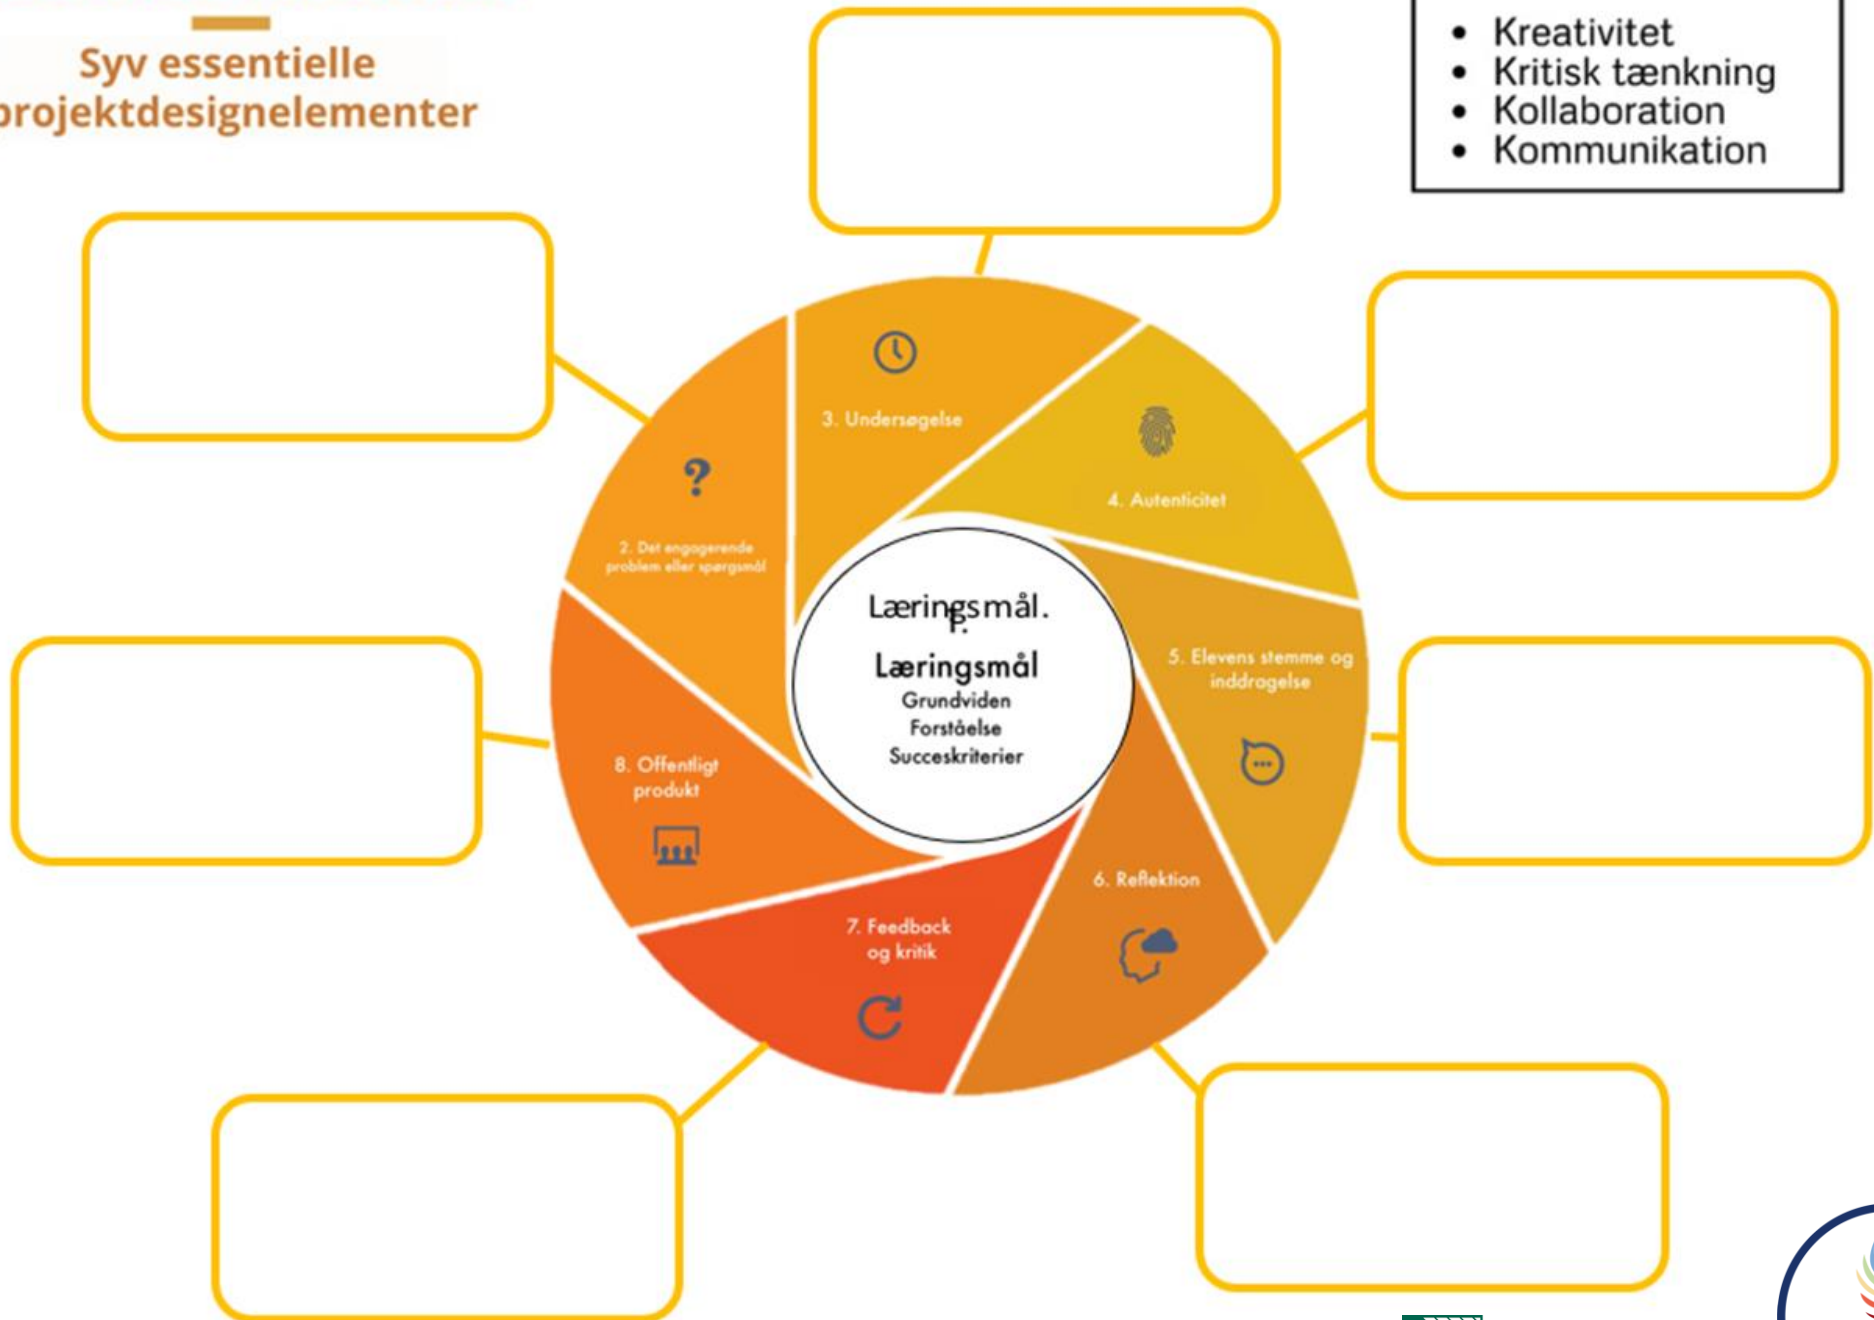 Syv essentielle
projektdesignelementer
Kreativitet
Kritisk tænkning
Kollaboration
Kommunikation
3. Undersøgelse
4. Autenticitet
2. Det engagerende
problem eller spørgsmål
Læringsmål.
1.
Læringsmål
Grundviden
Forståelse
Succeskriterier
5. Elevens stemme og
inddragelse
8. Offentligt
produkt
6. Reflektion
7. Feedback
og kritik